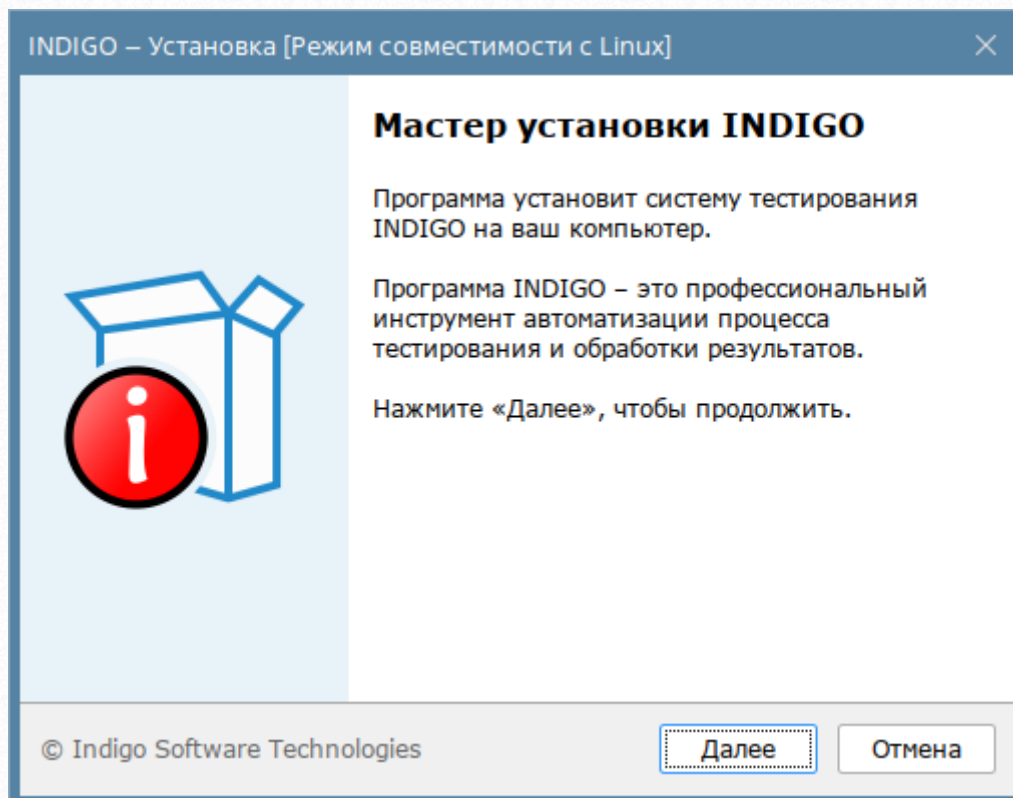 INDIGO – Установка [Режим совместимости с Linux]
Мастер установки INDIGO
Программа установит систему тестирования
INDIGO на ваш компьютер.
Программа INDIGO – это профессиональный
инструмент автоматизации процесса
тестирования и обработки результатов.
Нажмите «Далее», чтобы продолжить.
i
© Indigo Software Technologies
Далее
Отмена